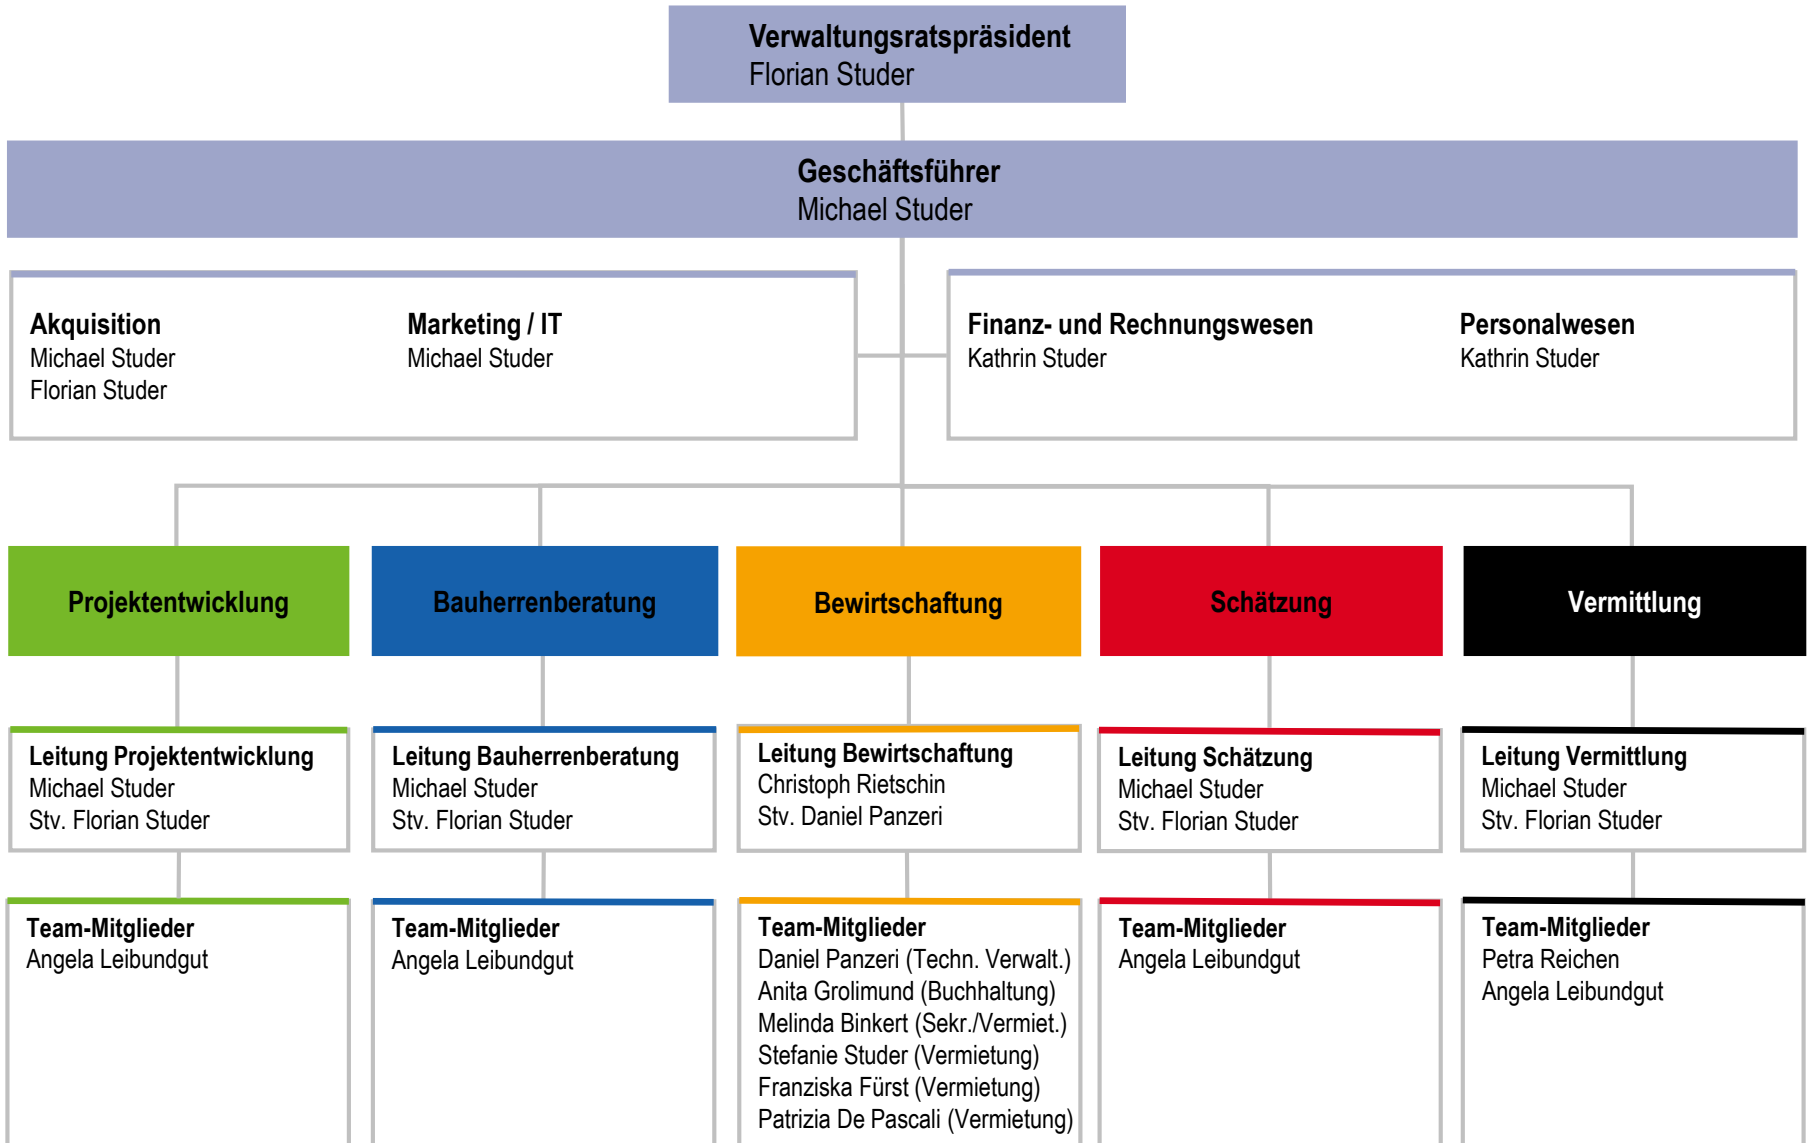 Verwaltungsratspräsident
Florian Studer
Geschäftsführer
Michael Studer
Akquisition
Michael Studer
Florian Studer
Marketing / IT
Michael Studer
Finanz- und Rechnungswesen
Kathrin Studer
Personalwesen
Kathrin Studer
Projektentwicklung
Bauherrenberatung
Bewirtschaftung
Schätzung
Vermittlung
Leitung Projektentwicklung
Michael Studer
Stv. Florian Studer
Leitung Bauherrenberatung
Michael Studer
Stv. Florian Studer
Leitung Bewirtschaftung
Christoph Rietschin
Stv. Daniel Panzeri
Leitung Schätzung
Michael Studer
Stv. Florian Studer
Leitung Vermittlung
Michael Studer
Stv. Florian Studer
Team-Mitglieder
Angela Leibundgut
Team-Mitglieder
Angela Leibundgut
Team-Mitglieder
Daniel Panzeri (Techn. Verwalt.)
Anita Grolimund (Buchhaltung)
Melinda Binkert (Sekr./Vermiet.)
Stefanie Studer (Vermietung)
Franziska Fürst (Vermietung)
Patrizia De Pascali (Vermietung)
Team-Mitglieder
Angela Leibundgut
Team-Mitglieder
Petra Reichen
Angela Leibundgut